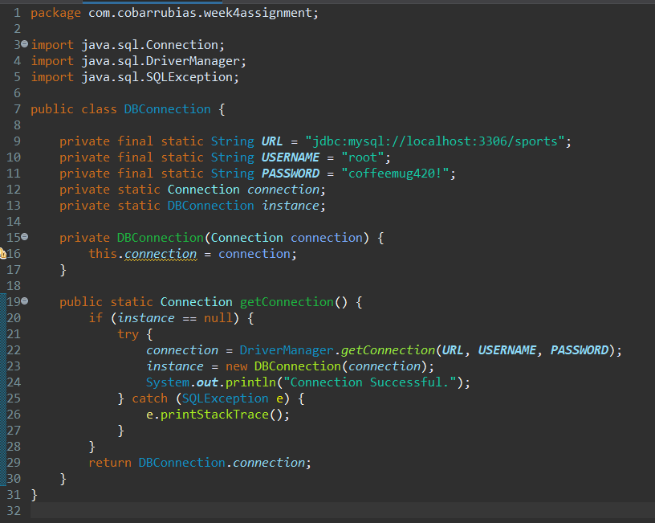 1 package com.cobarrubias.week4assignment;
2
3 import java.sql.Connection;
4 import java.sql.DriverManager;
5 import java.sql.SQLException;
6
7 public class DBConnection {
8
9     private final static String URL = "jdbc:mysql://localhost:3306/sports";
10     private final static String USERNAME = "root";
11     private final static String PASSWORD = "coffeemug420!";
12     private static Connection connection;
13     private static DBConnection instance;
14
15     private DBConnection(Connection connection) {
16         this.connection = connection;
17     }
18
19     public static Connection getConnection() {
20         if (instance == null) {
21             try {
22                 connection = DriverManager.getConnection(URL, USERNAME, PASSWORD);
23                 instance = new DBConnection(connection);
24                 System.out.println("Connection Successful.");
25             } catch (SQLException e) {
26                 e.printStackTrace();
27             }
28         }
29         return DBConnection.connection;
30     }
31 }
32